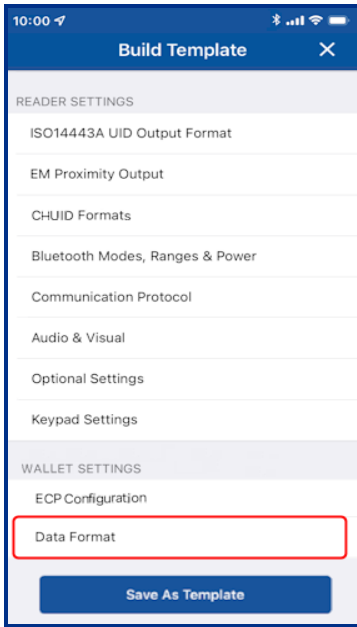 10:00
Build Template
READER SETTINGS
ISO14443A UID Output Format
EM Proximity Output
CHUID Formats
Bluetooth Modes, Ranges & Power
Communication Protocol
Audio & Visual
Optional Settings
Keypad Settings
WALLET SETTINGS
ECP Configuration
Data Format
Save As Template